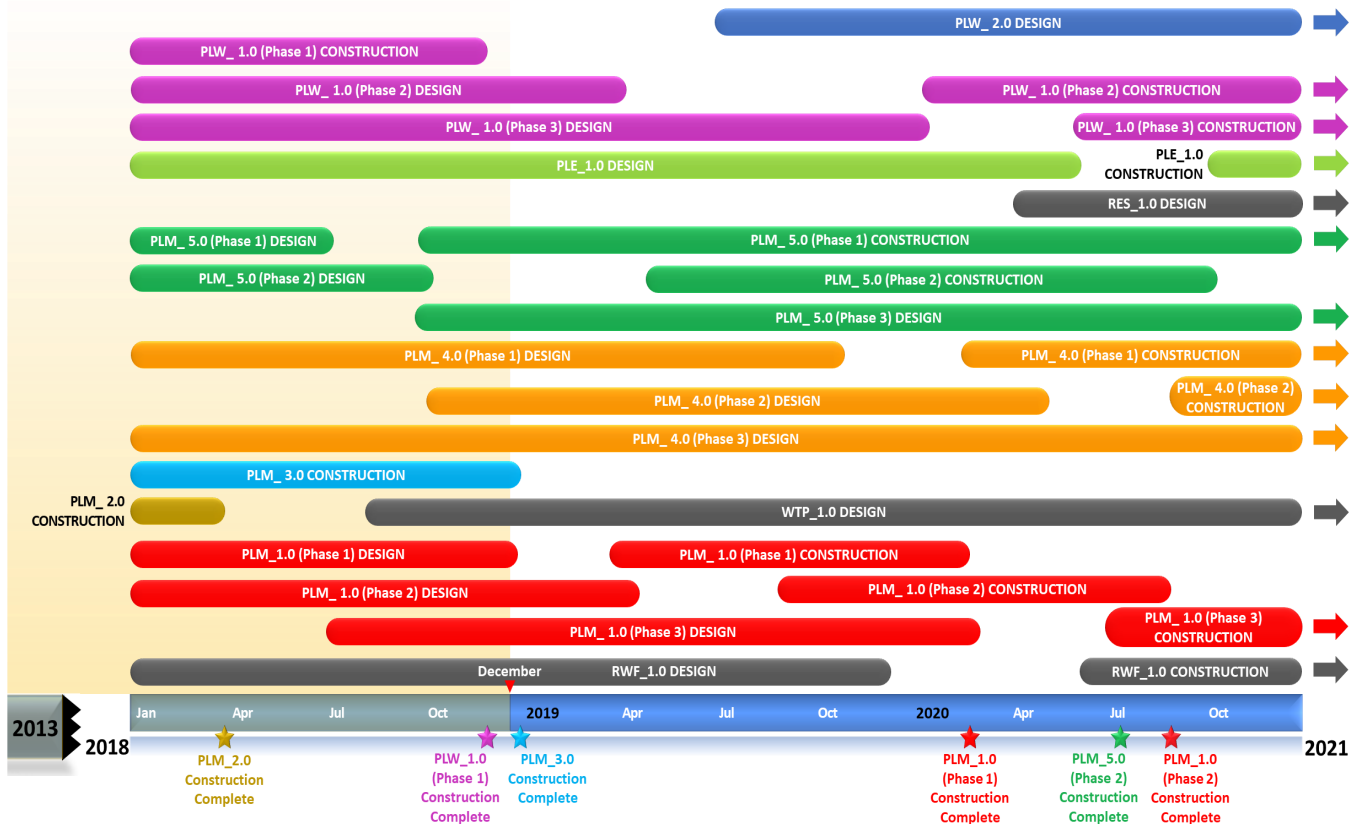 PLW_ 2.0 DESIGN
PLW_ 1.0 (Phase 1) CONSTRUCTION
PLW_ 1.0 (Phase 2) DESIGN
PLW_ 1.0 (Phase 2) CONSTRUCTION
PLW_ 1.0 (Phase 3) DESIGN
PLW_ 1.0 (Phase 3) CONSTRUCTION
PLE_1.0 DESIGN
PLE_1.0
CONSTRUCTION
RES_1.0 DESIGN
PLM_ 5.0 (Phase 1) DESIGN
PLM_ 5.0 (Phase 1) CONSTRUCTION
PLM_ 5.0 (Phase 2) DESIGN
PLM_ 5.0 (Phase 2) CONSTRUCTION
PLM_ 5.0 (Phase 3) DESIGN
PLM_ 4.0 (Phase 1) DESIGN
PLM_ 4.0 (Phase 1) CONSTRUCTION
PLM_ 4.0 (Phase 2) DESIGN
PLM_ 4.0 (Phase 2)
CONSTRUCTION
PLM_ 4.0 (Phase 3) DESIGN
PLM_ 3.0 CONSTRUCTION
PLM_ 2.0
CONSTRUCTION
WTP_1.0 DESIGN
PLM_1.0 (Phase 1) DESIGN
PLM_ 1.0 (Phase 1) CONSTRUCTION
PLM_ 1.0 (Phase 2) DESIGN
PLM_ 1.0 (Phase 2) CONSTRUCTION
PLM_ 1.0 (Phase 3) DESIGN
PLM_ 1.0 (Phase 3)
CONSTRUCTION
December
RWF_1.0 DESIGN
RWF_1.0 CONSTRUCTION
2013
2018
Jan
Apr
Jul
Oct
2019
Apr
Jul
Oct
2020
Apr
Jul
Oct
2021
PLM_2.0
Construction
Complete
PLW_1.0
(Phase 1)
Construction
Complete
PLM_3.0
Construction
Complete
PLM_1.0
(Phase 1)
Construction
Complete
PLM_5.0
(Phase 2)
Construction
Complete
PLM_1.0
(Phase 2)
Construction
Complete